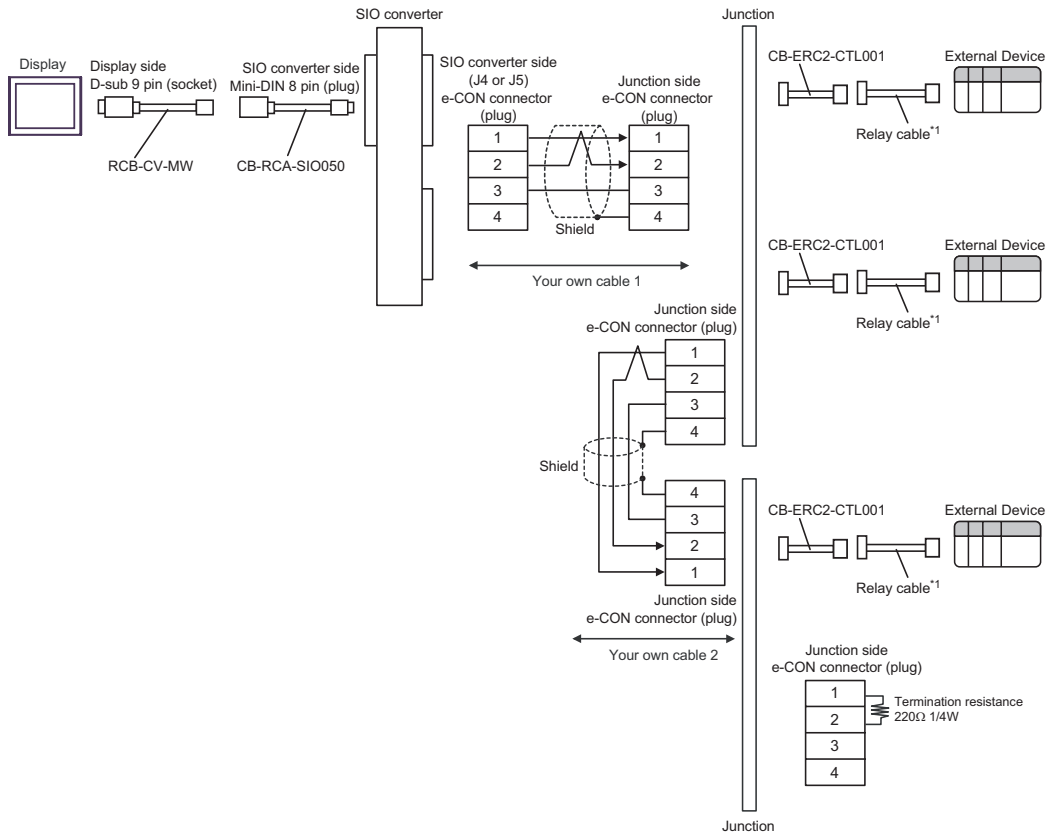 SIO converter
Junction
Display
Display side
D-sub 9 pin (socket)
RCB-CV-MW
SIO converter side
Mini-DIN 8 pin (plug)
CB-RCA-SIO050
SIO converter side
(J4 or J5)
e-CON connector
(plug)
1
2
3
4
Shield
Junction side
e-CON connector
(plug)
1
2
3
4
Your own cable 1
CB-ERC2-CTL001
External Device
Relay cable*1
CB-ERC2-CTL001
External Device
Relay cable*1
Junction side
e-CON connector (plug)
1
2
3
4
Shield
4
3
2
1
Junction side
e-CON connector (plug)
Your own cable 2
CB-ERC2-CTL001
External Device
Relay cable*1
Junction side
e-CON connector (plug)
1
2
3
4
Termination resistance
220Ω 1/4W
Junction